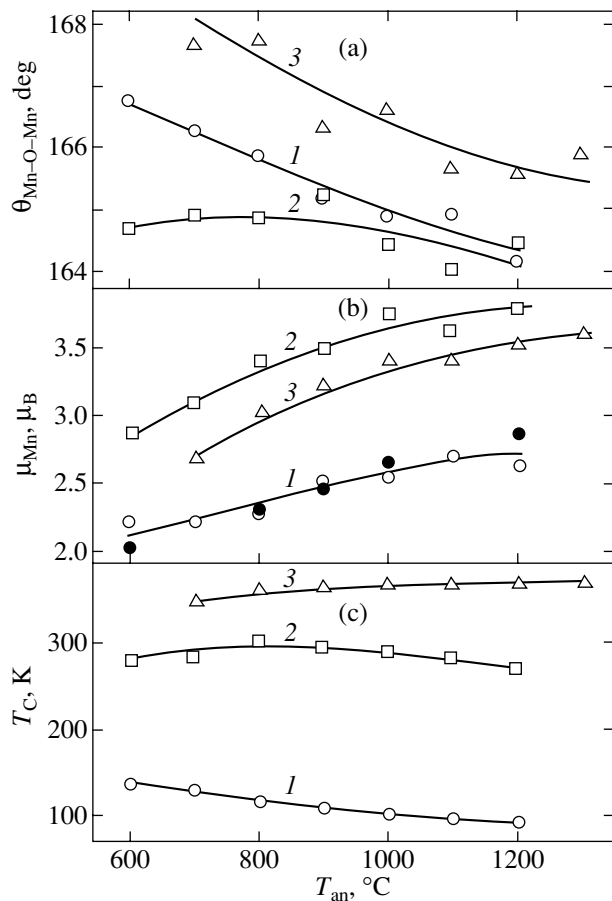 168
(a)
3
θMn–O–Mn, deg
166
1
2
164
(b)
3.5
2
μMn, μB
3.0
3
2.5
1
2.0
3
(c)
300
2
TC, K
200
1
100
600 800 1000 1200
Tan, °C